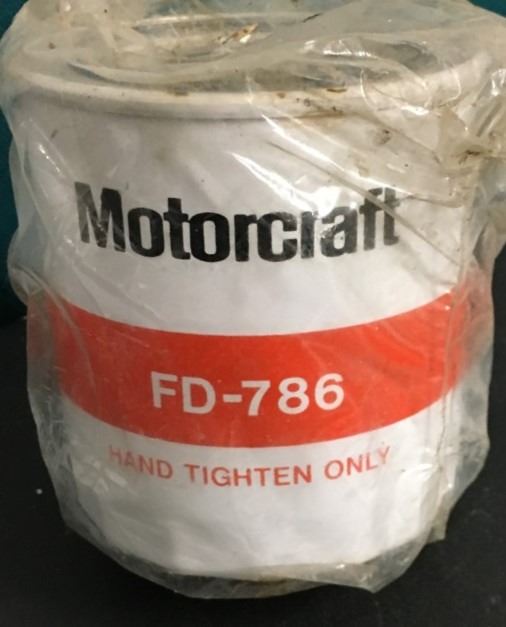 Motorcraft
FD-786
HAND TIGHTEN ONLY